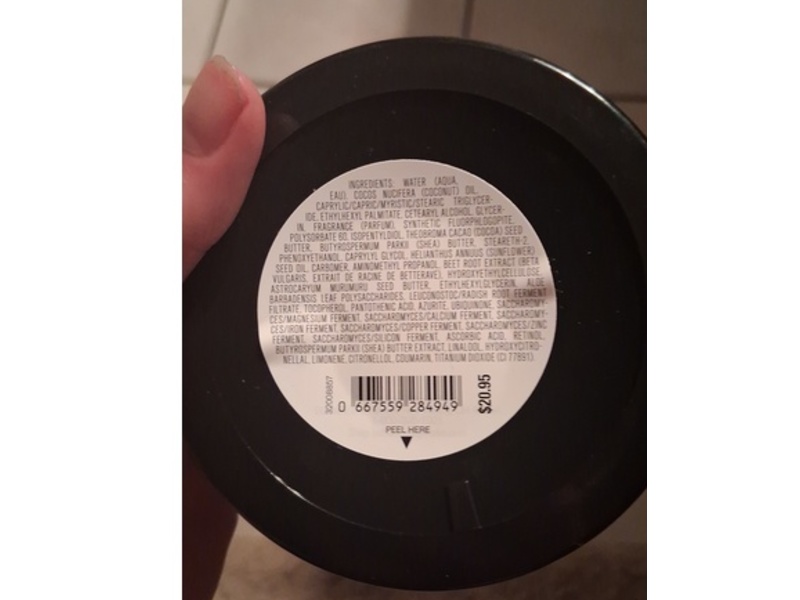 INGREDIENTS: WATER (AQUA,
EAU), COCOS NUCIFERA (COCONUT) OIL,
CAPRYLIC/CAPRIC/MYRISTIC/STEARIC TRIGLYCER-
IDE, ETHYLHEXYL PALMITATE, CETEARYL ALCOHOL, GLYCER-
IN, FRAGRANCE (PARFUM), SYNTHETIC FLUORPHLOGOPITE,
POLYSORBATE 60, ISOPENTYLDIOL, THEOBROMA CACAO (COCOA) SEED
BUTTER, BUTYROSPERMUM PARKII (SHEA) BUTTER, STEARETH-2,
PHENOXYETHANOL, CAPRYLYL GLYCOL, HELIANTHUS ANNUUS (SUNFLOWER)
SEED OIL, CARBOMER, AMINOMETHYL PROPANOL, BEET ROOT EXTRACT (BETA
VULGARIS, EXTRAIT DE RACINE DE BETTERAVE), HYDROXYETHYLCELLULOSE,
ASTROCARYUM MURUMURU SEED BUTTER, ETHYLHEXYLGLYCERIN, ALOE
BARBADENSIS LEAF POLYSACCHARIDES, LEUCONOSTOC/RADISH ROOT FERMENT
FILTRATE, TOCOPHEROL, PANTOTHENIC ACID, AZURITE, UBIQUINONE, SACCHAROMY-
CES/MAGNESIUM FERMENT, SACCHAROMYCES/CALCIUM FERMENT, SACCHAROMY-
CES/IRON FERMENT, SACCHAROMYCES/COPPER FERMENT, SACCHAROMYCES/ZINC
FERMENT, SACCHAROMYCES/SILICON FERMENT, ASCORBIC ACID, RETINOL,
BUTYROSPERMUM PARKII (SHEA) BUTTER EXTRACT, LINALOOL, HYDROXYCITRO-
NELLAL, LIMONENE, CITRONELLOL, COUMARIN, TITANIUM DIOXIDE (CI 77891).
32008857
0 667559 284949
$20.95
PEEL HERE